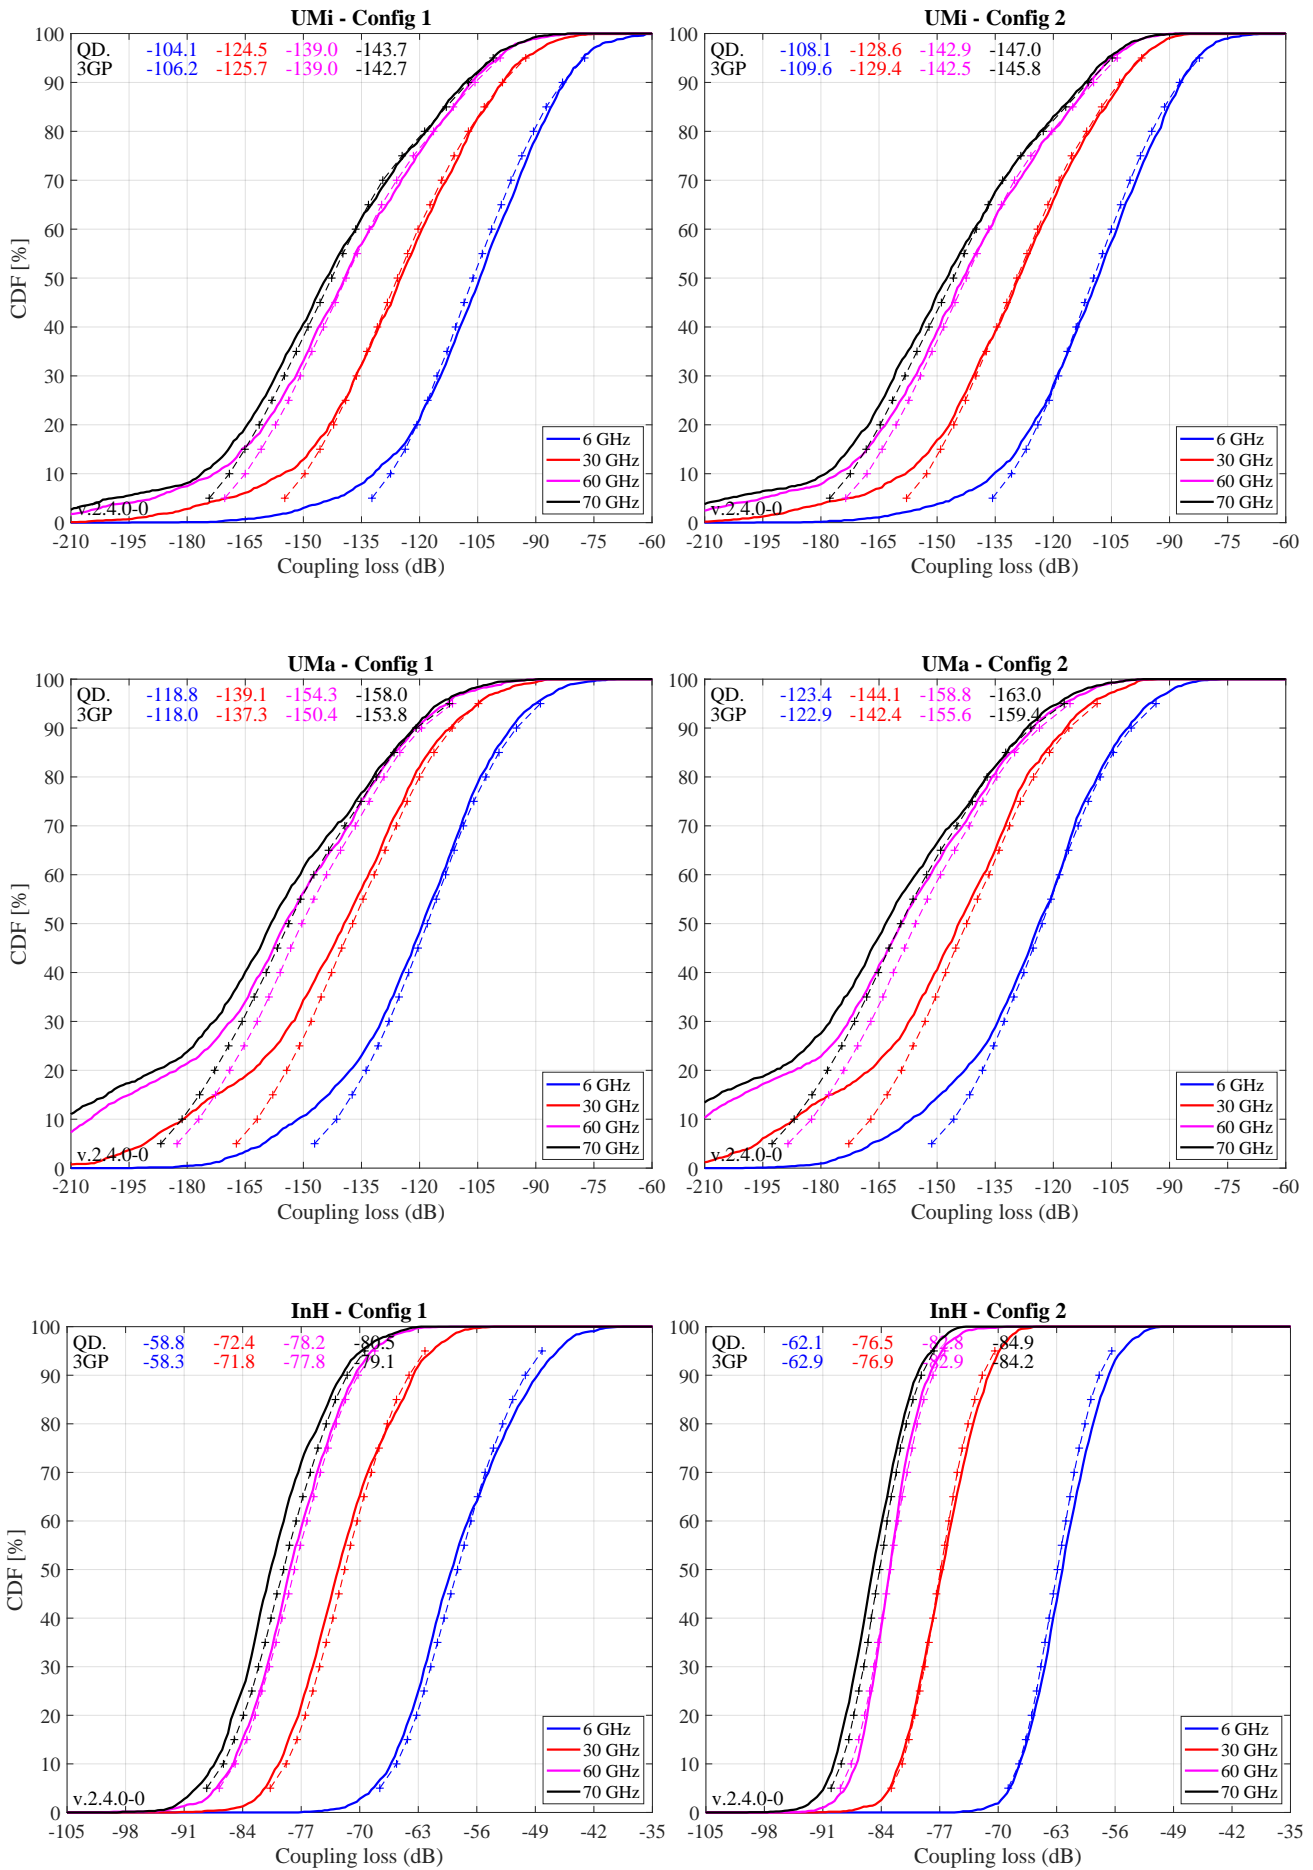 UMi - Config 1
QD. -104.1 -124.5 -139.0 -143.7
3GP -106.2 -125.7 -139.0 -142.7
100
90
80
70
60
50
40
30
20
10
0
CDF [%]
6 GHz
30 GHz
60 GHz
70 GHz
v.2.4.0-0
-210 -195 -180 -165 -150 -135 -120 -105 -90 -75 -60
Coupling loss (dB)
UMi - Config 2
QD. -108.1 -128.6 -142.9 -147.0
3GP -109.6 -129.4 -142.5 -145.8
100
90
80
70
60
50
40
30
20
10
0
6 GHz
30 GHz
60 GHz
70 GHz
v.2.4.0-0
-210 -195 -180 -165 -150 -135 -120 -105 -90 -75 -60
Coupling loss (dB)
UMa - Config 1
QD. -118.8 -139.1 -154.3 -158.0
3GP -118.0 -137.3 -150.4 -153.8
100
90
80
70
60
50
40
30
20
10
0
CDF [%]
6 GHz
30 GHz
60 GHz
70 GHz
v.2.4.0-0
-210 -195 -180 -165 -150 -135 -120 -105 -90 -75 -60
Coupling loss (dB)
UMa - Config 2
QD. -123.4 -144.1 -158.8 -163.0
3GP -122.9 -142.4 -155.6 -159.4
100
90
80
70
60
50
40
30
20
10
0
6 GHz
30 GHz
60 GHz
70 GHz
v.2.4.0-0
-210 -195 -180 -165 -150 -135 -120 -105 -90 -75 -60
Coupling loss (dB)
InH - Config 1
QD. -58.8 -72.4 -78.2 -80.5
3GP -58.3 -71.8 -77.8 -79.1
100
90
80
70
60
50
40
30
20
10
0
CDF [%]
6 GHz
30 GHz
60 GHz
70 GHz
v.2.4.0-0
-105 -98 -91 -84 -77 -70 -63 -56 -49 -42 -35
Coupling loss (dB)
InH - Config 2
QD. -62.1 -76.5 -84.9
3GP -62.9 -76.9 -82.9 -84.2
100
90
80
70
60
50
40
30
20
10
0
6 GHz
30 GHz
60 GHz
70 GHz
v.2.4.0-0
-105 -98 -91 -84 -77 -70 -63 -56 -49 -42 -35
Coupling loss (dB)